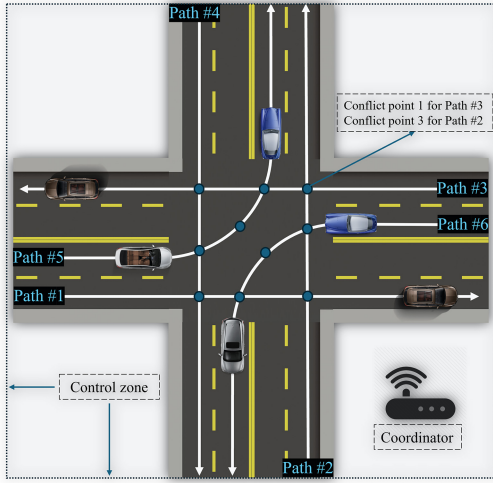 Path #4
Conflict point 1 for Path #3
Conflict point 3 for Path #2
Path #3
Path #6
Path #5
Path #1
Control zone
Coordinator
Path #2